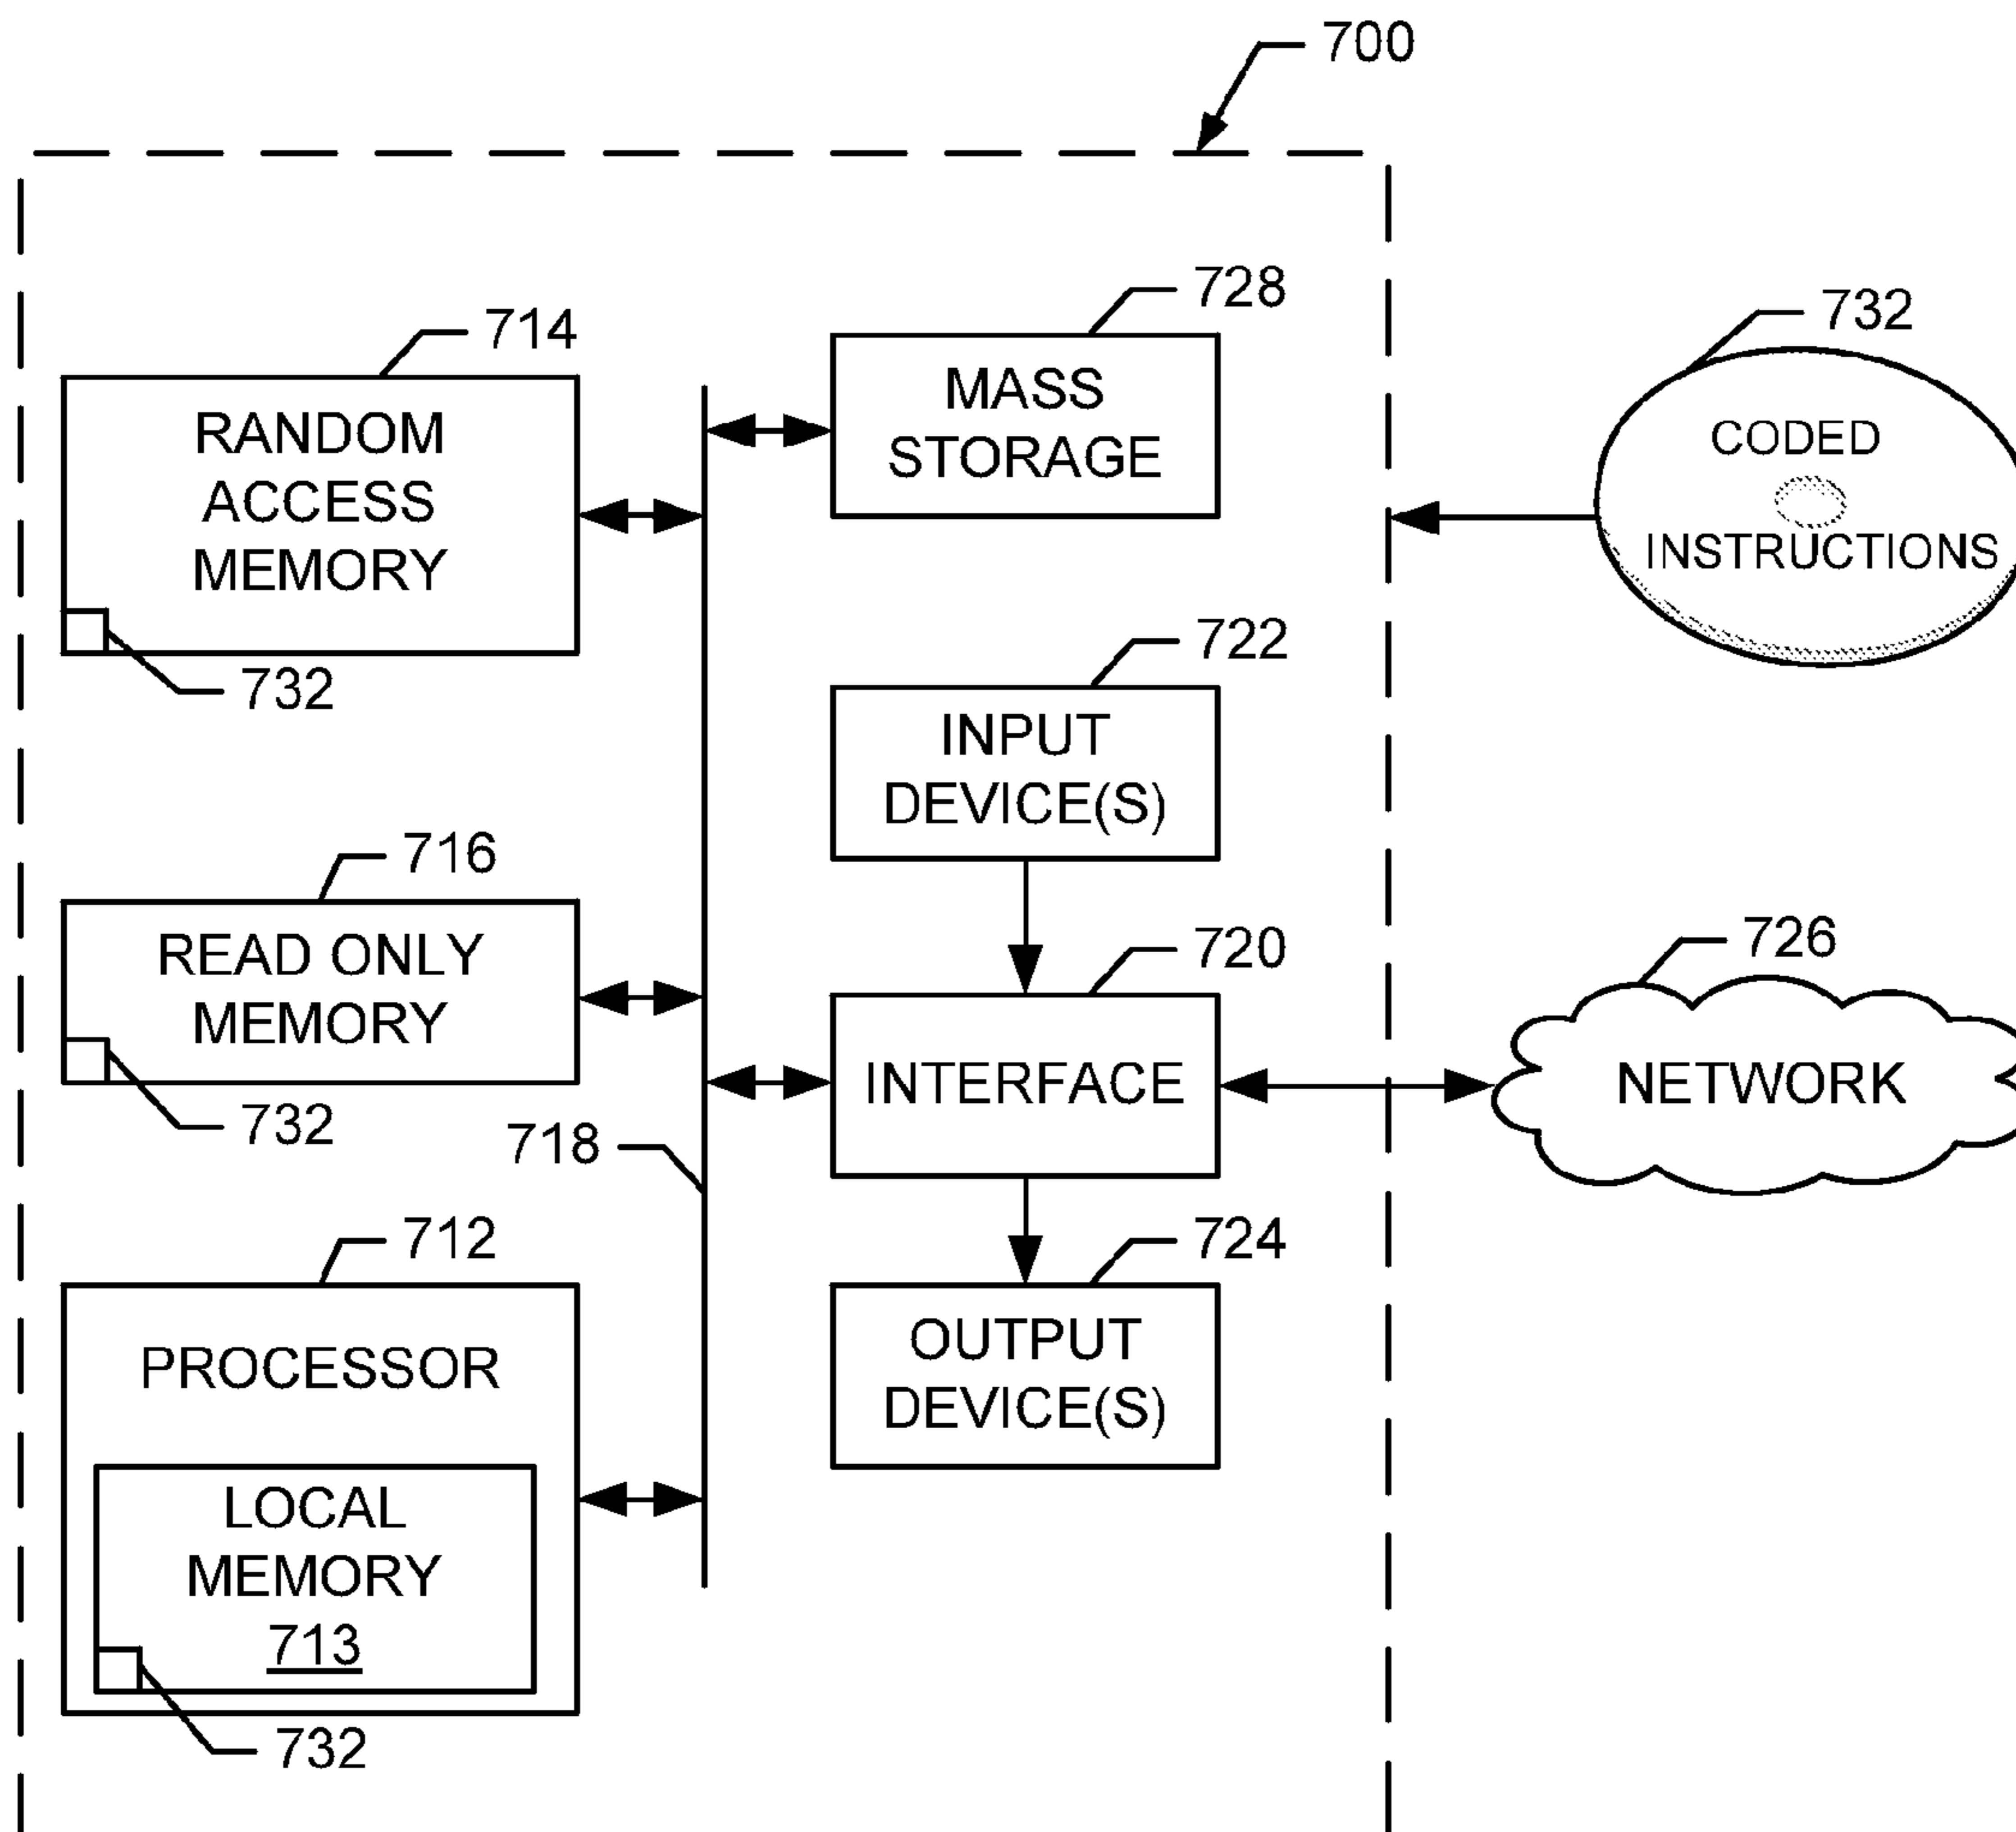 700
728
714
732
MASS
STORAGE
RANDOM
ACCESS
MEMORY
CODED
INSTRUCTIONS
732
722
INPUT
DEVICE(S)
716
READ ONLY
MEMORY
720
726
INTERFACE
NETWORK
732
718
712
724
PROCESSOR
OUTPUT
DEVICE(S)
LOCAL
MEMORY
713
732